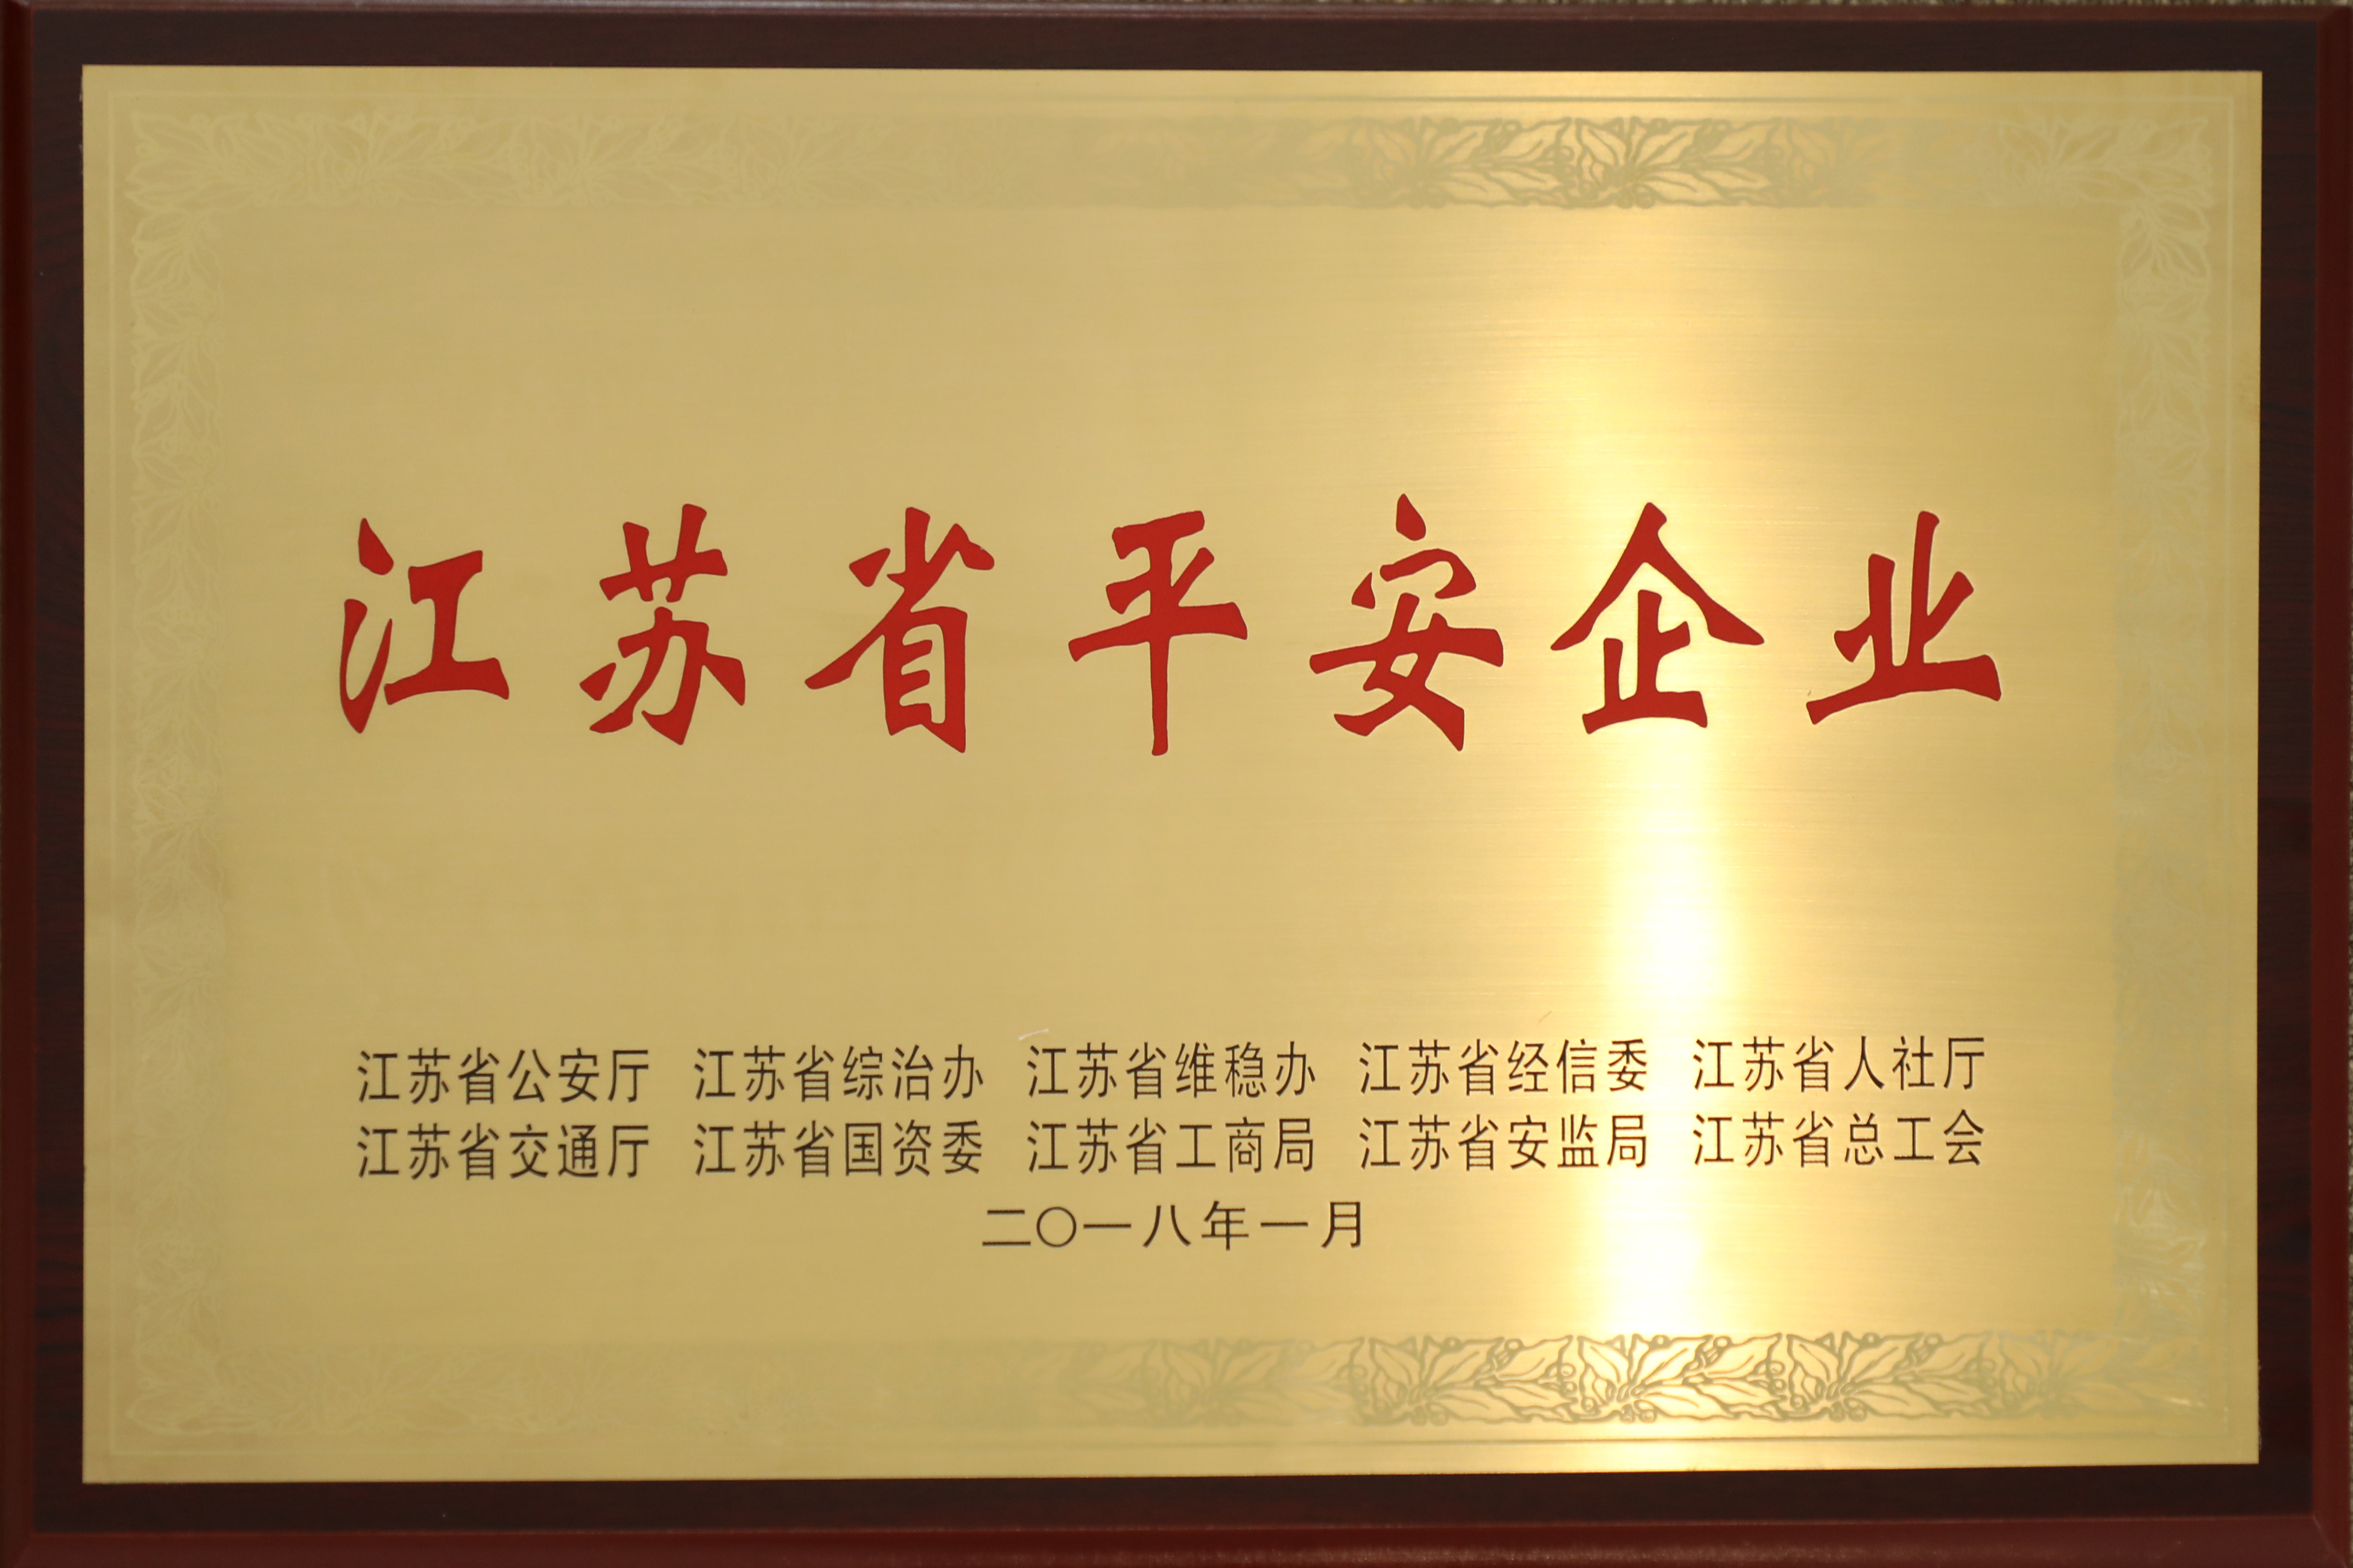 江苏省平安企业
江苏省公安厅 江苏省综治办 江苏省维稳办 江苏省经信委 江苏省人社厅
江苏省交通厅 江苏省国资委 江苏省工商局 江苏省安监局 江苏省总工会
二〇一八年一月